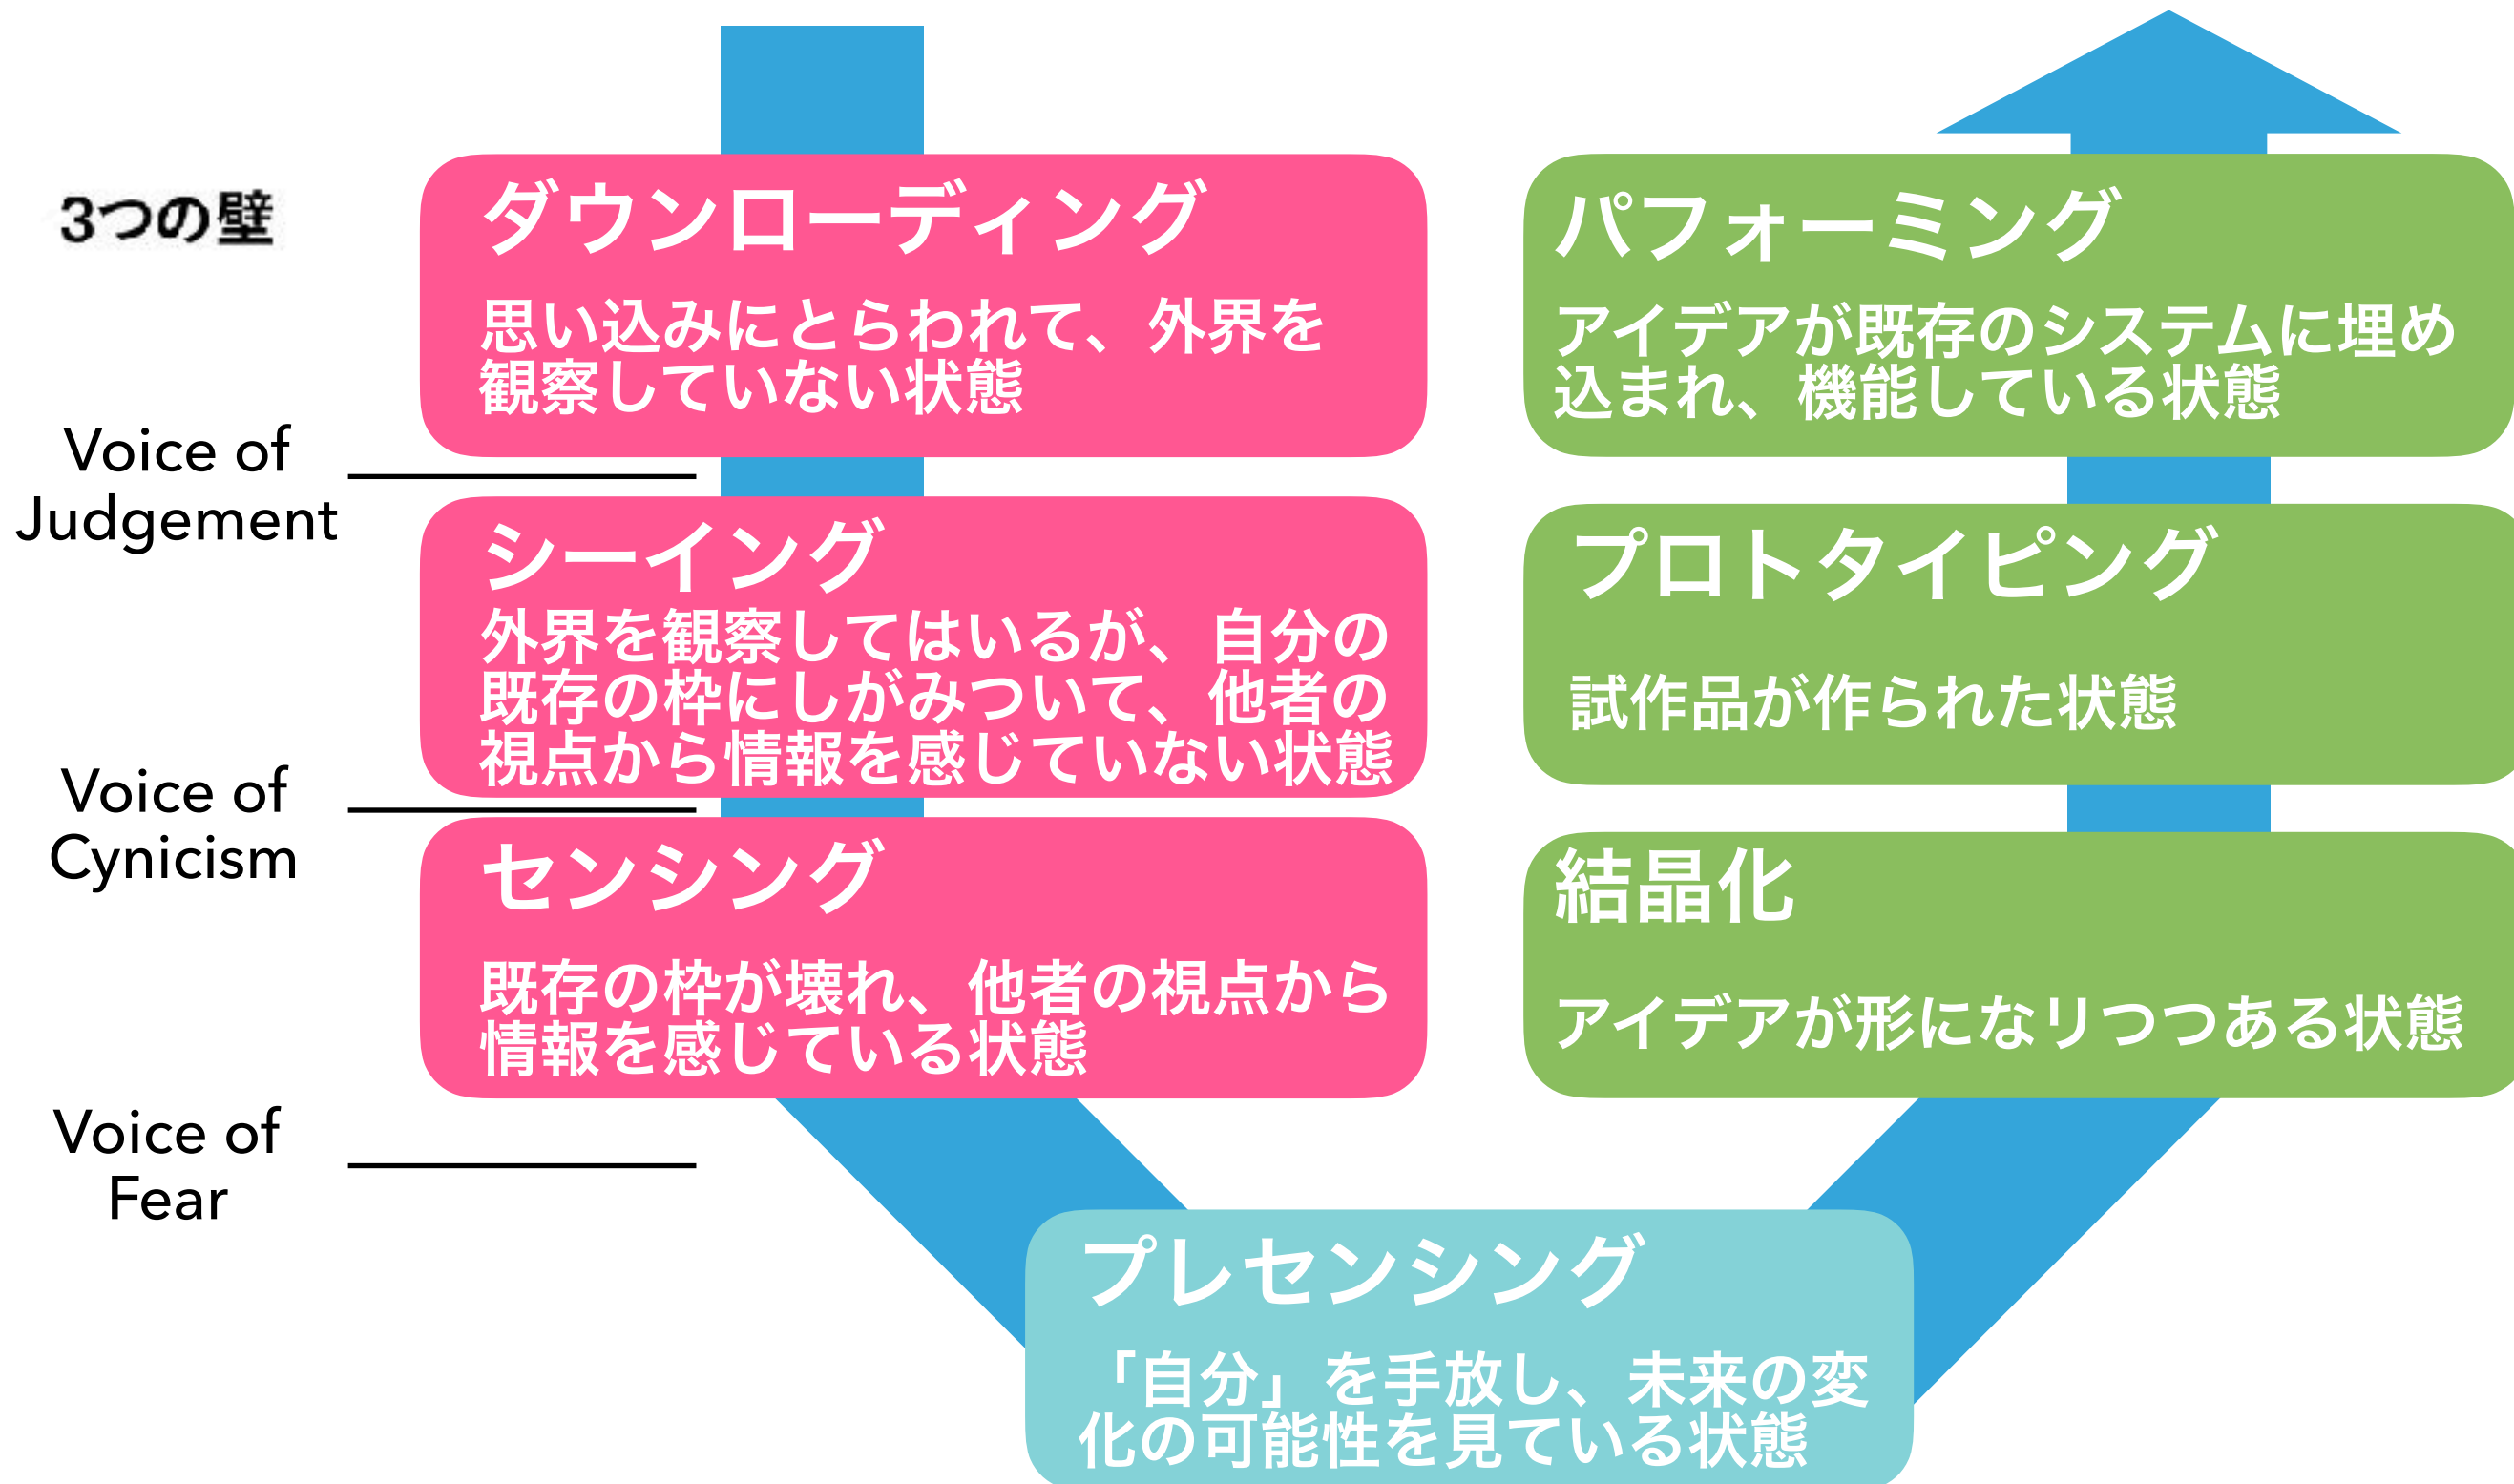 3つの壁
Voice of
Judgement
Voice of
Cynicism
Voice of
Fear
ダウンローディング
思い込みにとらわれて、外界を
観察していない状態
シーイング
外界を観察してはいるが、自分の
既存の枠にしがみついて、他者の
視点から情報を感じていない状態
センシング
既存の枠が壊れ、他者の視点から
情報を感じている状態
プレセンシング
「自分」を手放し、未来の変
化の可能性を見ている状態
パフォーミング
アイデアが既存のシステムに埋め
込まれ、機能している状態
プロトタイピング
試作品が作られた状態
結晶化
アイデアが形になリつつある状態